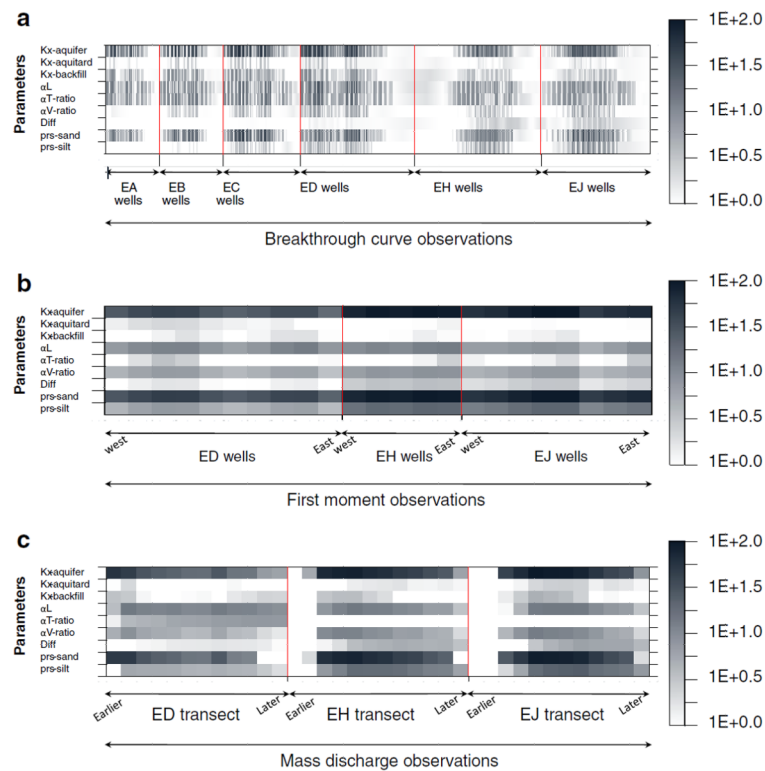 a
Kx-aquifer
Kx-aquitard
Kx-backfill
αL
αT-ratio
αV-ratio
Diff
prs-sand
prs-silt
Parameters
1E+2.0
1E+1.5
1E+1.0
1E+0.5
1E+0.0
EA wells
EB wells
EC wells
ED wells
EH wells
EJ wells
Breakthrough curve observations
b
Kx-aquifer
Kx-aquitard
Kx-backfill
αL
αT-ratio
αV-ratio
Diff
prs-sand
prs-silt
Parameters
1E+2.0
1E+1.5
1E+1.0
1E+0.5
1E+0.0
west East west East west East
ED wells EH wells EJ wells
First moment observations
c
Kx-aquifer
Kx-aquitard
Kx-backfill
αL
αT-ratio
αV-ratio
Diff
prs-sand
prs-silt
Parameters
1E+2.0
1E+1.5
1E+1.0
1E+0.5
1E+0.0
Earlier Later Earlier Later Earlier Later
ED transect EH transect EJ transect
Mass discharge observations